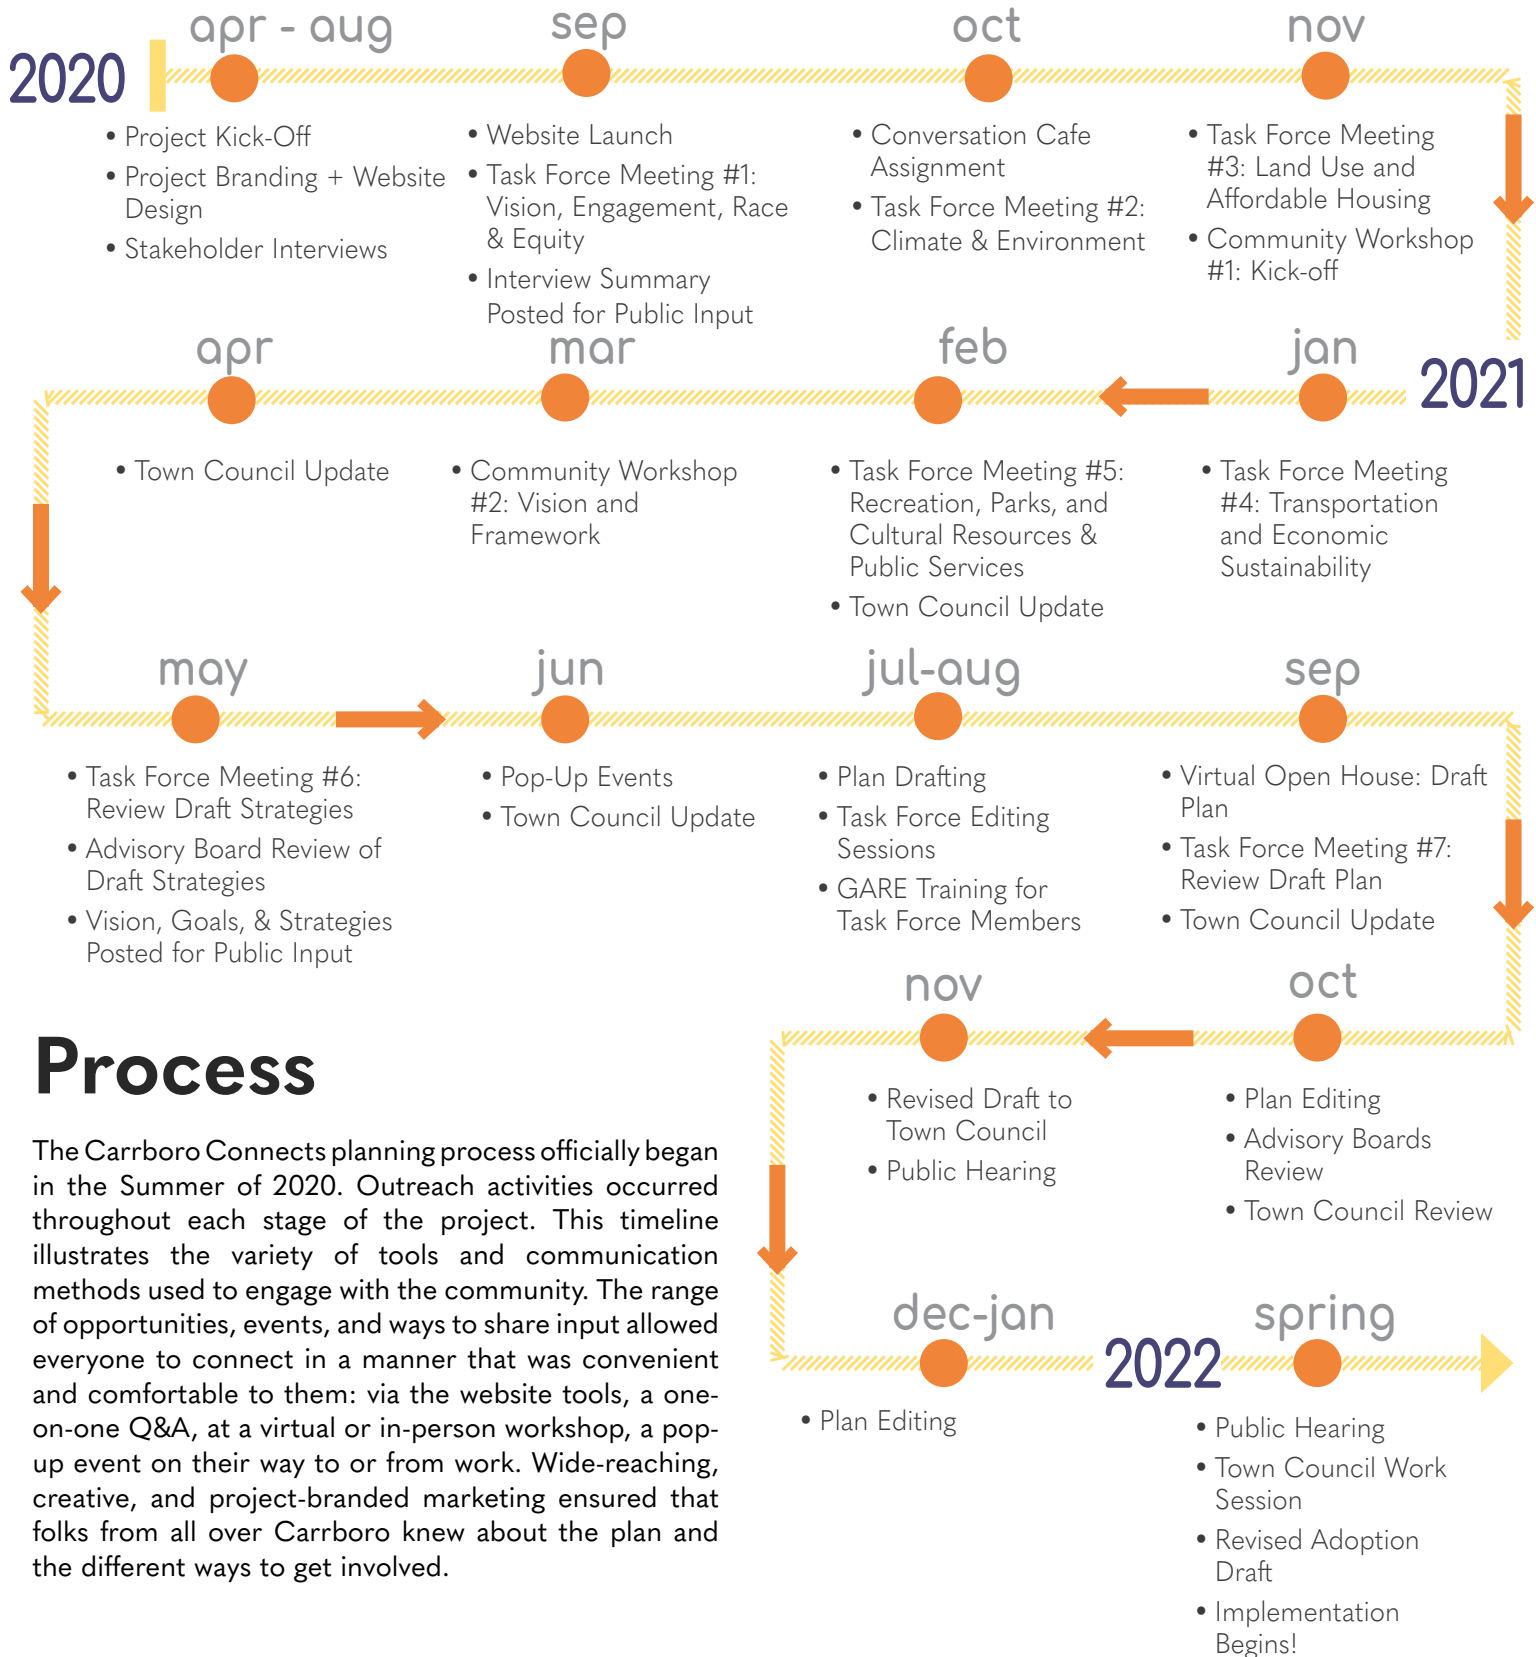 2020
apr - aug
• Project Kick-Off
• Project Branding + Website
Design
• Stakeholder Interviews
sep
• Website Launch
• Task Force Meeting #1:
Vision, Engagement, Race
& Equity
• Interview Summary
Posted for Public Input
oct
• Conversation Cafe
Assignment
• Task Force Meeting #2:
Climate & Environment
nov
• Task Force Meeting
#3: Land Use and
Affordable Housing
• Community Workshop
#1: Kick-off
2021
jan
• Task Force Meeting
#4: Transportation
and Economic
Sustainability
feb
• Task Force Meeting #5:
Recreation, Parks, and
Cultural Resources &
Public Services
• Town Council Update
mar
• Community Workshop
#2: Vision and
Framework
apr
• Town Council Update
may
• Task Force Meeting #6:
Review Draft Strategies
• Advisory Board Review of
Draft Strategies
• Vision, Goals, & Strategies
Posted for Public Input
jun
• Pop-Up Events
• Town Council Update
jul-aug
• Plan Drafting
• Task Force Editing
Sessions
• GARE Training for
Task Force Members
sep
• Virtual Open House: Draft
Plan
• Task Force Meeting #7:
Review Draft Plan
• Town Council Update
oct
• Plan Editing
• Advisory Boards
Review
• Town Council Review
nov
• Revised Draft to
Town Council
• Public Hearing
dec-jan
• Plan Editing
2022
spring
• Public Hearing
• Town Council Work
Session
• Revised Adoption
Draft
• Implementation
Begins!
Process
The Carrboro Connects planning process officially began
in the Summer of 2020. Outreach activities occurred
throughout each stage of the project. This timeline
illustrates the variety of tools and communication
methods used to engage with the community. The range
of opportunities, events, and ways to share input allowed
everyone to connect in a manner that was convenient
and comfortable to them: via the website tools, a one-
on-one Q&A, at a virtual or in-person workshop, a pop-
up event on their way to or from work. Wide-reaching,
creative, and project-branded marketing ensured that
folks from all over Carrboro knew about the plan and
the different ways to get involved.